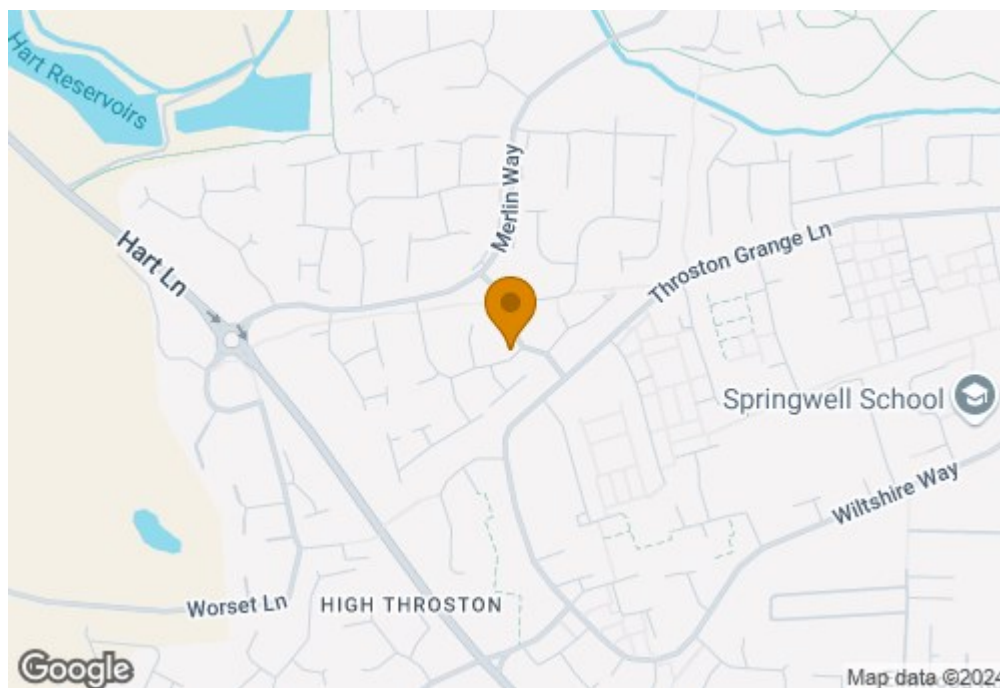 Hart Reservoirs
Merlin Way
Hart Ln
Throston Grange Ln
Springwell School
Wiltshire Way
Worset Ln
HIGH THROSTON
Google
Map data ©2024